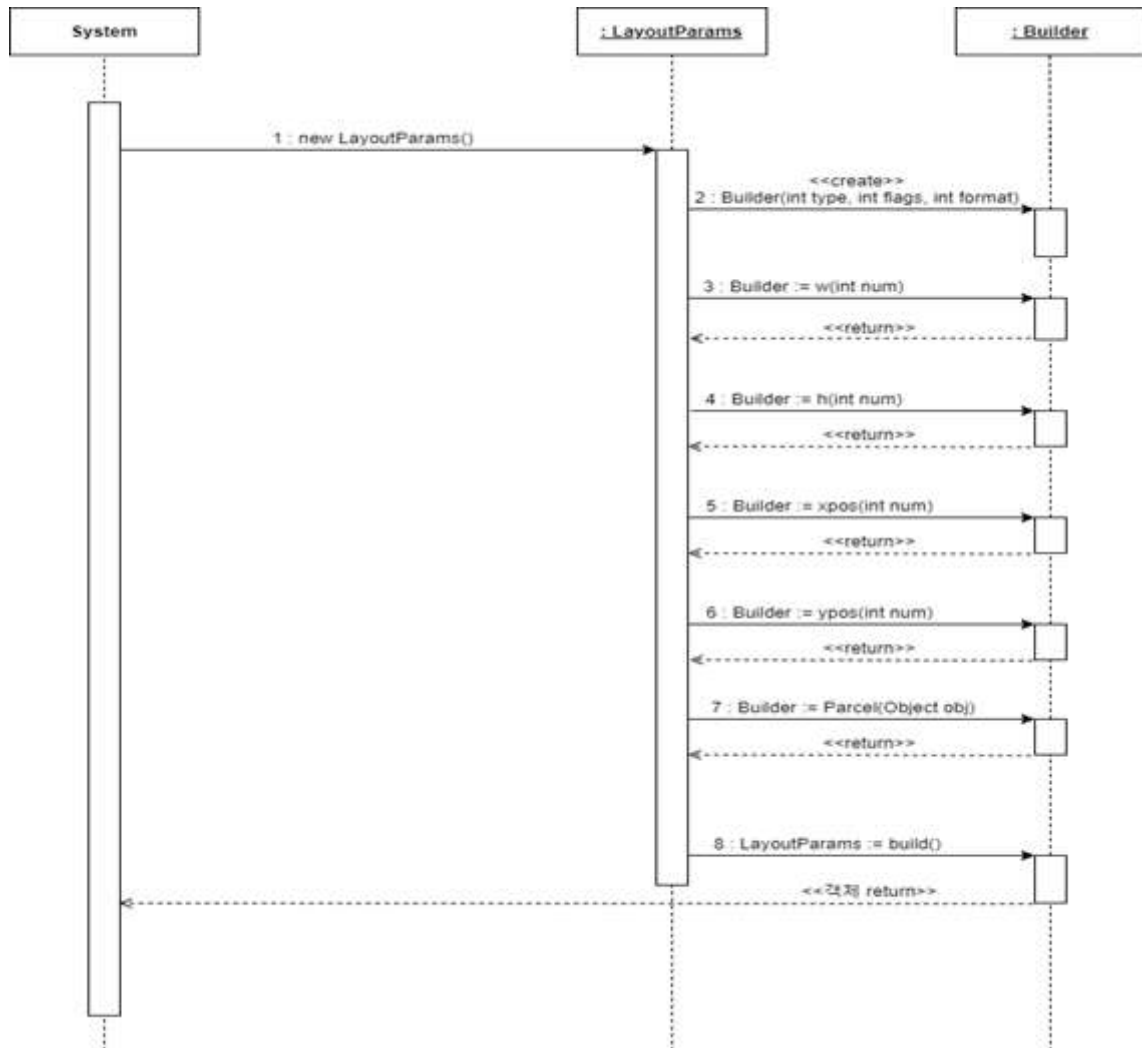 System
: LayoutParams
: Builder
1 : new LayoutParams()
<<create>>
2 : Builder(int type, int flags, int format)
3 : Builder := w(int num)
<<return>>
4 : Builder := h(int num)
<<return>>
5 : Builder := xpos(int num)
<<return>>
6 : Builder := ypos(int num)
<<return>>
7 : Builder := Parcel(Object obj)
<<return>>
8 : LayoutParams := build()
<<객체 return>>